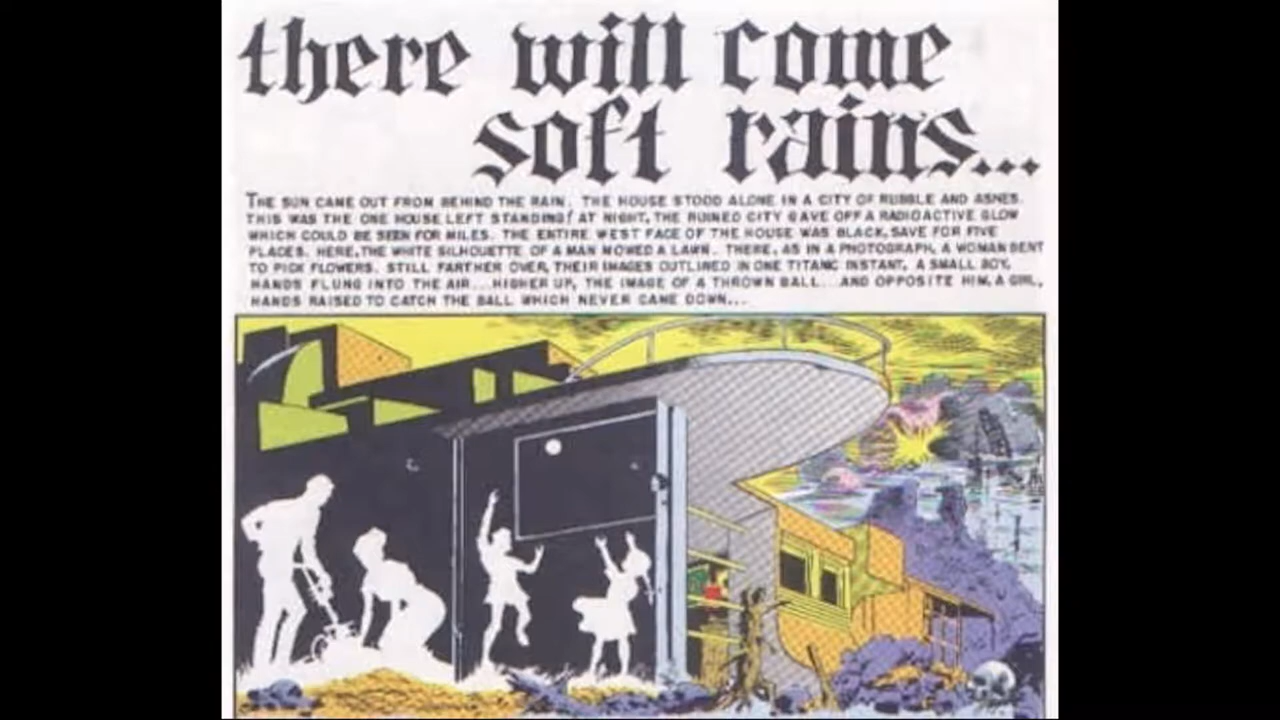 there will come
soft rains...
THE SUN CAME OUT FROM BEHIND THE RAIN. THE HOUSE STOOD ALONE IN A CITY OF RUBBLE AND ASHES.
THIS WAS THE ONE HOUSE LEFT STANDING! AT NIGHT, THE RUINED CITY GAVE OFF A RADIOACTIVE GLOW
WHICH COULD BE SEEN FOR MILES. THE ENTIRE WEST FACE OF THE HOUSE WAS BLACK, SAVE FOR FIVE
PLACES. HERE, THE WHITE SILHOUETTE OF A MAN MOWED A LAWN. THERE, AS IN A PHOTOGRAPH, A WOMAN BENT
TO PICK FLOWERS. STILL FARTHER OVER, THEIR IMAGES OUTLINED IN ONE TITANIC INSTANT, A SMALL BOY,
HANDS FLUNG INTO THE AIR...HIGHER UP, THE IMAGE OF A THROWN BALL...AND OPPOSITE HIM, A GIRL,
HANDS RAISED TO CATCH THE BALL WHICH NEVER CAME DOWN...